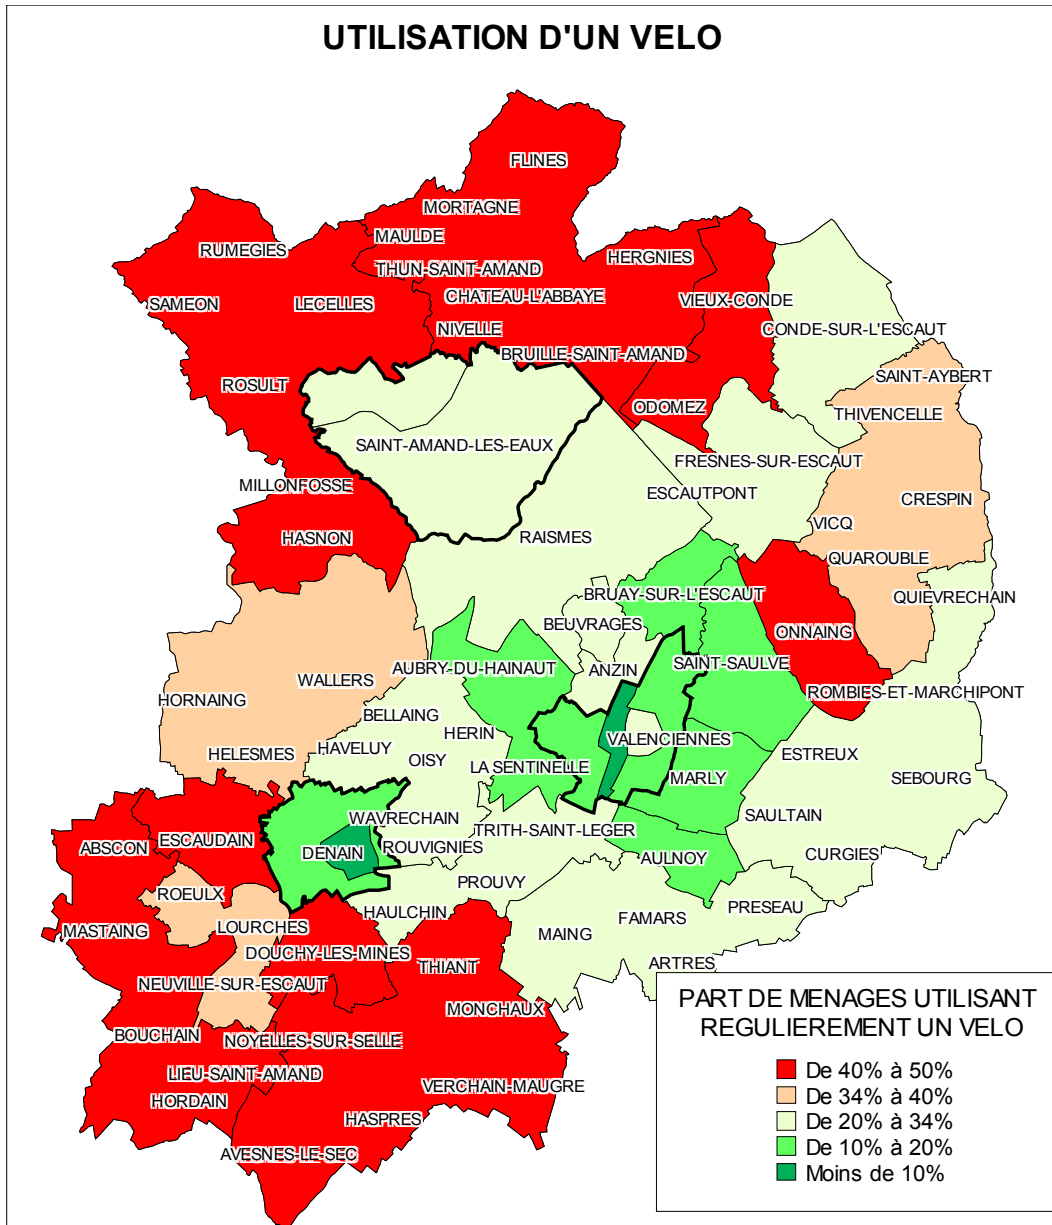 UTILISATION D'UN VELO
FLINES
MORTAGNE
MAULDE
RUMEGIES
HERGNIES
THUN-SAINT-AMAND
SAMEON
LECELLES
CHATEAU-L'ABBAYE
VIEUX-CONDE
NIVELLE
CONDE-SUR-L'ESCAUT
BRUILLE-SAINT-AMAND
SAINT-AYBERT
ROSULT
ODOMEZ
THIVENCELLE
SAINT-AMAND-LES-EAUX
FRESNES-SUR-ESCAUT
MILLONFOSSE
ESCAUTPONT
CRESPIN
VICQ
HASNON
RAISMES
QUAROUBLE
BRUAY-SUR-L'ESCAUT
QUIEVRECHAIN
BEUVRAGES
ONNAING
AUBRY-DU-HAINAUT
ANZIN
SAINT-SAULVE
WALLERS
HORNAING
ROMBIES-ET-MARCHIPONT
BELLAING
HERIN
VALENCIENNES
HAVELUY
HELESMES
OISY
LA SENTINELLE
ESTREUX
MARLY
SEBOURG
WAVRECHAIN
TRITH-SAINT-LEGER
SAULTAIN
ESCAUDAIN
ABSCON
DENAIN
ROUVIGNIES
AULNOY
CURGIES
PROUVY
ROEULX
HAULCHIN
PRESEAU
FAMARS
LOURCHES
MASTAING
MAING
DOUCHY-LES-MINES
THIANT
ARTRES
NEUVILLE-SUR-ESCAUT
MONCHAUX
BOUCHAIN
NOYELLES-SUR-SELLE
LIEU-SAINT-AMAND
VERCHAIN-MAUGRE
HORDAIN
HASPRES
AVESNES-LE-SEC
PART DE MENAGES UTILISANT
REGULIEREMENT UN VELO
De 40% à 50%
De 34% à 40%
De 20% à 34%
De 10% à 20%
Moins de 10%